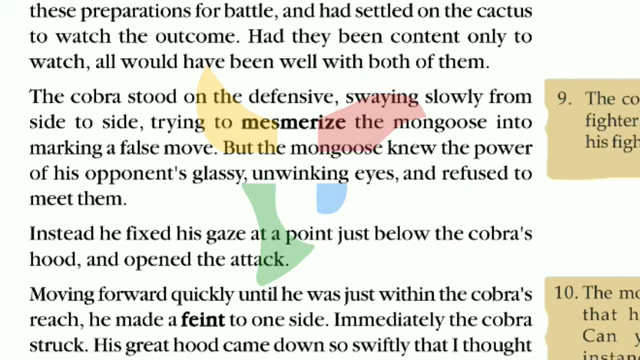 these preparations for battle, and had settled on the cactus
to watch the outcome. Had they been content only to
watch, all would have been well with both of them.
The cobra stood on the defensive, swaying slowly from
side to side, trying to mesmerize the mongoose into
marking a false move. But the mongoose knew the power
of his opponent's glassy, unwinking eyes, and refused to
meet them.
Instead he fixed his gaze at a point just below the cobra's
hood, and opened the attack.
Moving forward quickly until he was just within the cobra's
reach, he made a feint to one side. Immediately the cobra
struck. His great hood came down so swiftly that I thought
9. The co
fighter
his figh
10. The mo
that h
Can
instan